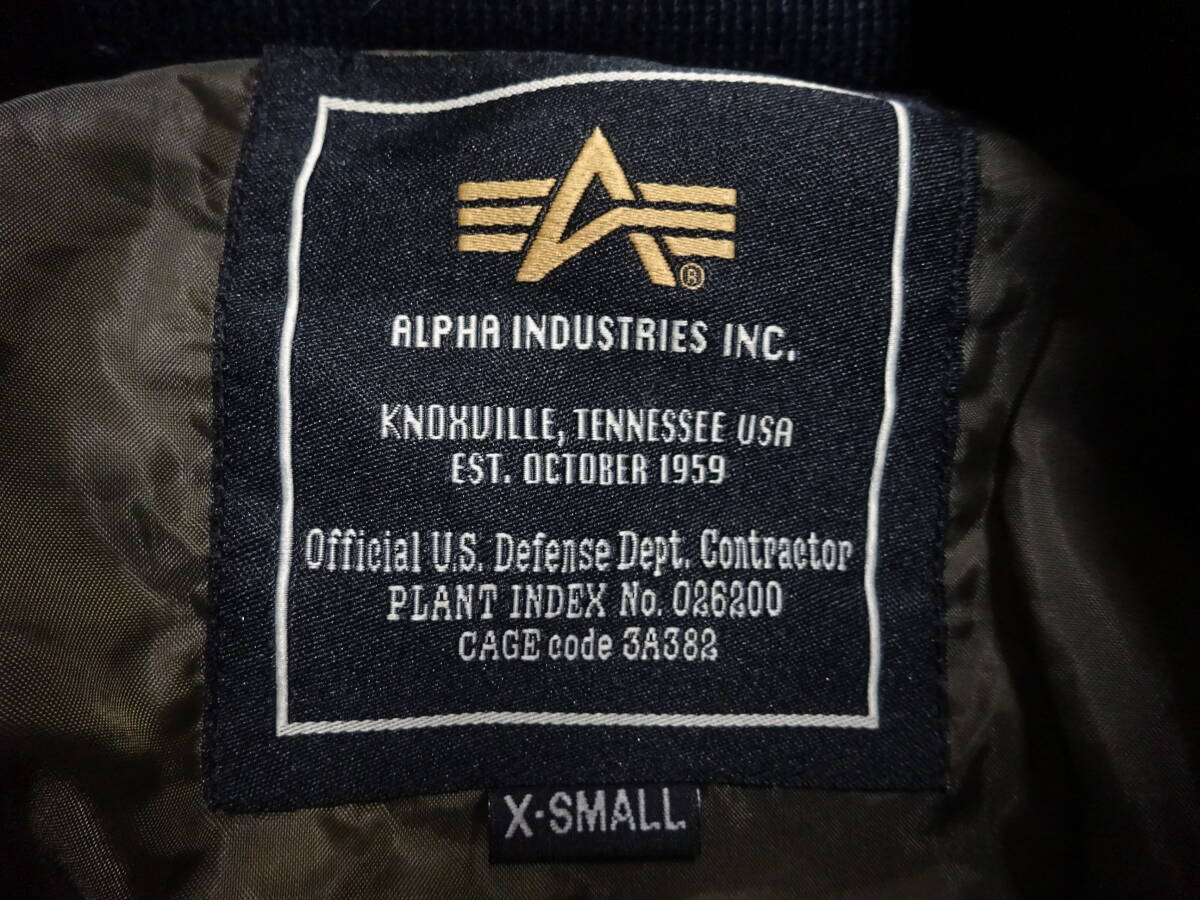 ®
ALPHA INDUSTRIES INC.
KNOXVILLE, TENNESSEE USA
EST. OCTOBER 1959
Official U.S. Defense Dept. Contractor
PLANT INDEX No. 026200
CAGE code 3A382
X-SMALL